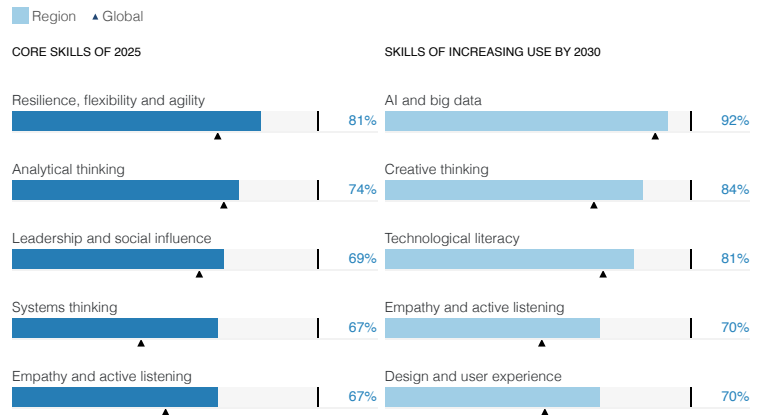 Region Global
CORE SKILLS OF 2025
Resilience, flexibility and agility
81%
Analytical thinking
74%
Leadership and social influence
69%
Systems thinking
67%
Empathy and active listening
67%
SKILLS OF INCREASING USE BY 2030
AI and big data
92%
Creative thinking
84%
Technological literacy
81%
Empathy and active listening
70%
Design and user experience
70%